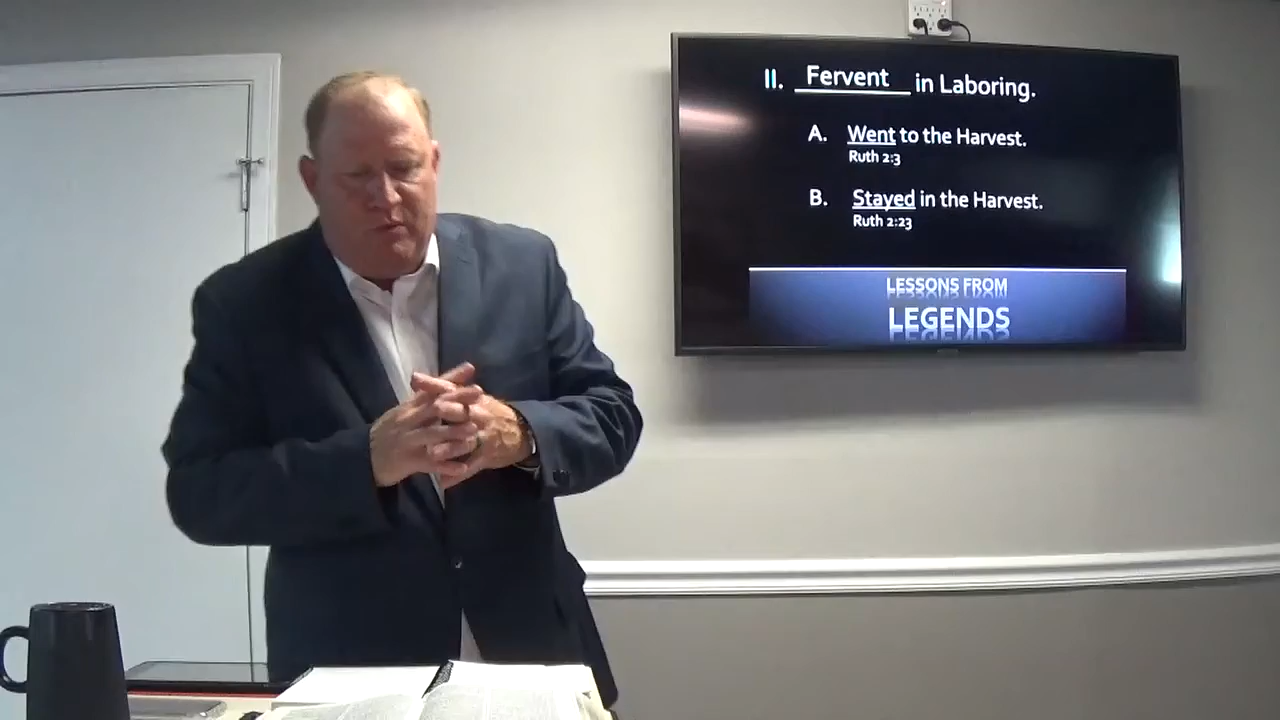 II. Fervent in Laboring.
A. Went to the Harvest.
Ruth 2:3
B. Stayed in the Harvest.
Ruth 2:23
LESSONS FROM
LEGENDS